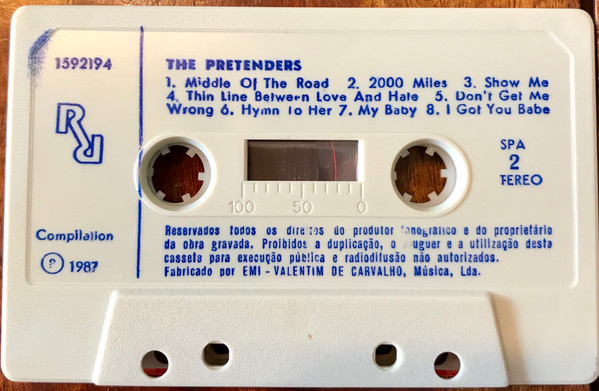 1592194
THE PRETENDERS
1. Middle Of The Road 2. 2000 Miles 3. Show Me
4. Thin Line Between Love And Hate 5. Don't Get Me
Wrong 6. Hymn To Her 7. My Baby 8. I Got You Babe
RR
SPA
2
TEREO
100 50 0
Compilation
℗ 1987
Reservados todos os direitos do produtor fonográfico e do proprietário
da obra gravada. Proibidos a duplicação, o aluguer e a utilização desta
cassete para execução pública e radiodifusão não autorizados.
Fabricado por EMI - VALENTIM DE CARVALHO, Música, Lda.